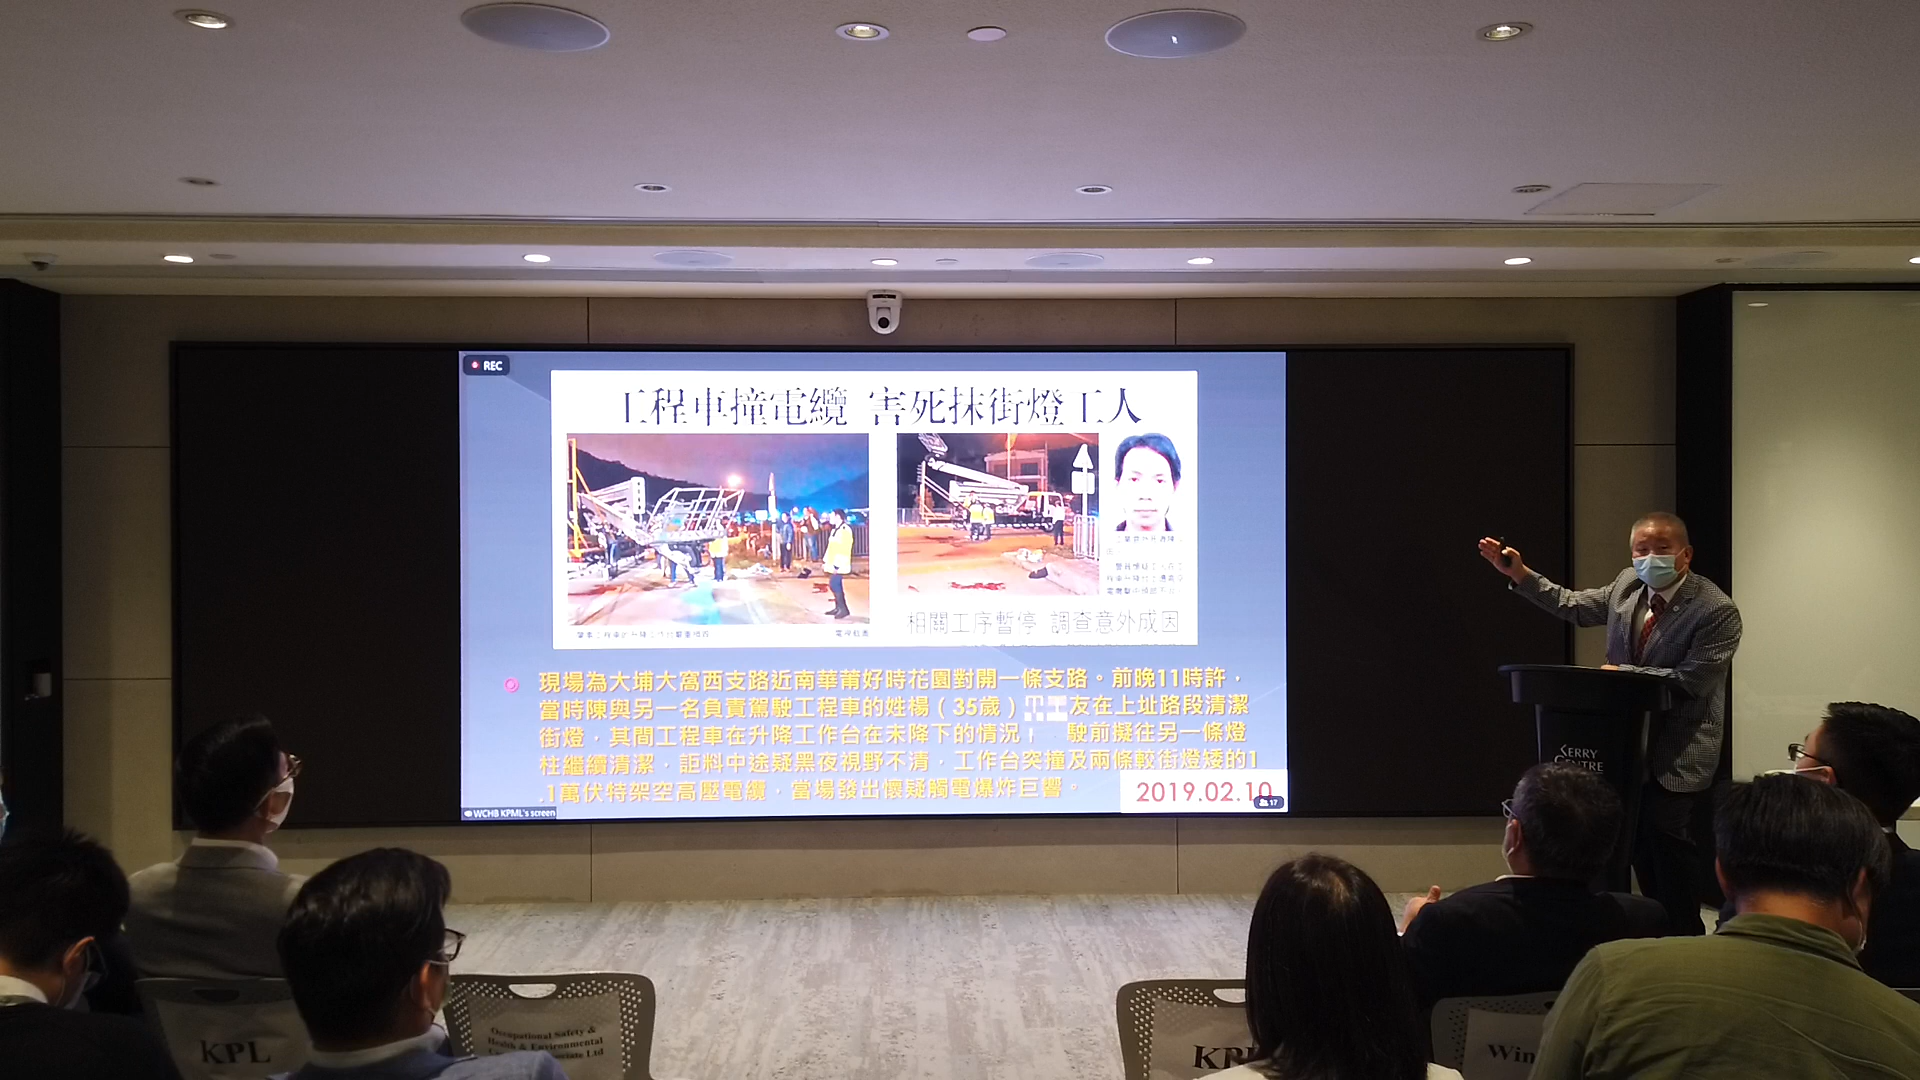 REC
工程車撞電纜 害死抹街燈工人
相關工序暫停 調查意外成因
現場為大埔大窩西支路近南華莆好時花園對開一條支路。前晚11時許，
當時陳與另一名負責駕駛工程車的姓楊（35歲）工友在上址路段清潔
街燈，其間工程車在升降工作台在未降下的情況， 駛前擬往另一條燈
柱繼續清潔，詎料中途疑黑夜視野不清，工作台突撞及兩條較街燈矮的1
.1萬伏特架空高壓電纜，當場發出懷疑觸電爆炸巨響。
2019.02.10
17
WCHB KPML's screen
KERRY
CENTRE
KPL
Occupational Safety &
Health & Environmental
Ltd